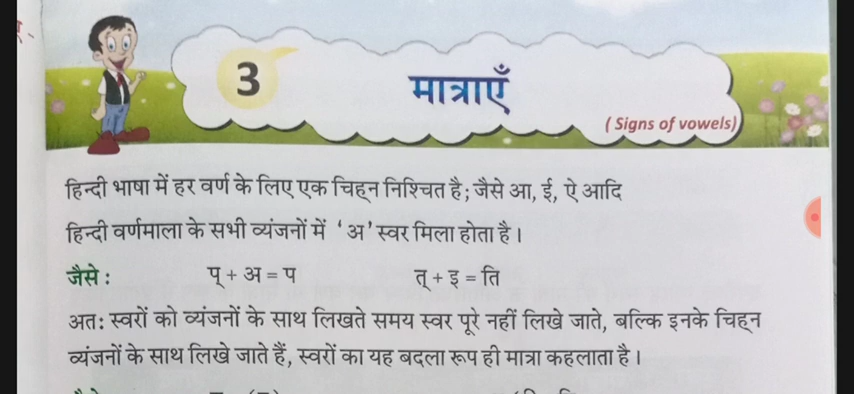 3
मात्राएँ
( Signs of vowels)
हिन्दी भाषा में हर वर्ण के लिए एक चिह्न निश्चित है; जैसे आ, ई, ऐ आदि
हिन्दी वर्णमाला के सभी व्यंजनों में ‘ अ’ स्वर मिला होता है।
जैसे : प् + अ = प त् + इ = ति
अत: स्वरों को व्यंजनों के साथ लिखते समय स्वर पूरे नहीं लिखे जाते, बल्कि इनके चिह्न
व्यंजनों के साथ लिखे जाते हैं, स्वरों का यह बदला रूप ही मात्रा कहलाता है।